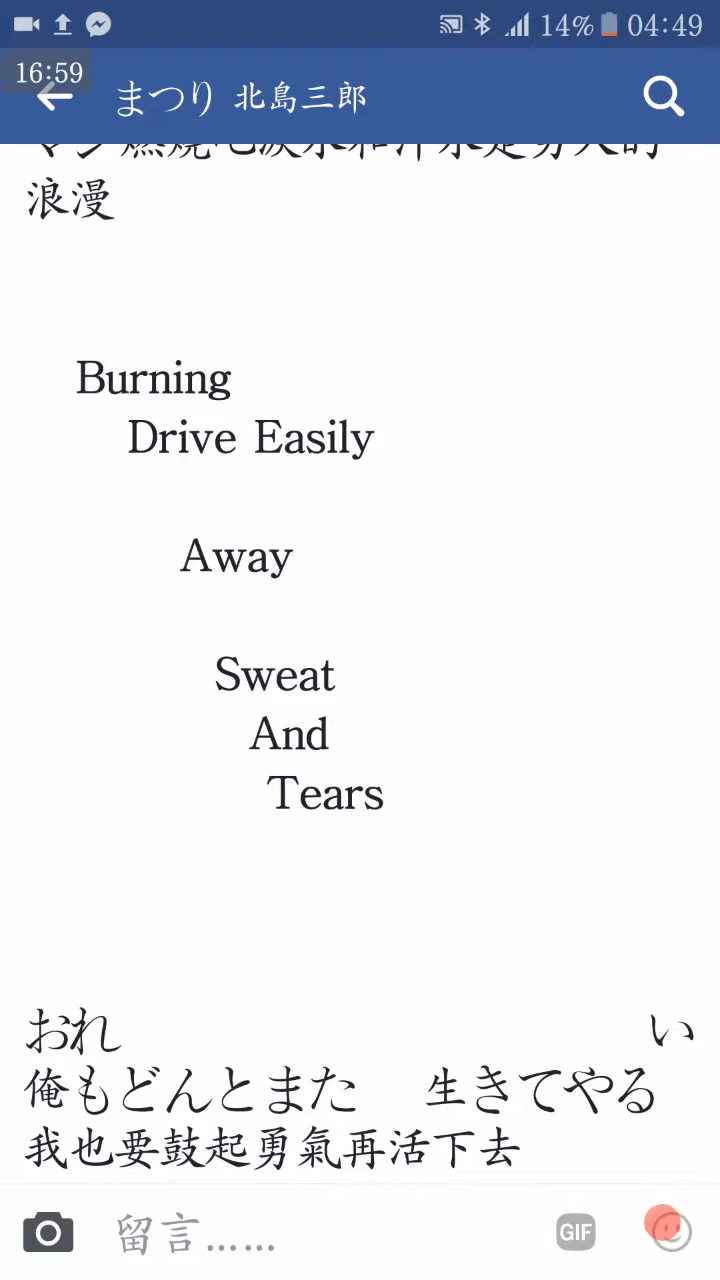 14% 04:49
16:59
まつり 北島三郎
浪漫
Burning
Drive Easily
Away
Sweat
And
Tears
おれ い
俺もどんとまた 生きてやる
我也要鼓起勇氣再活下去
留言......
GIF